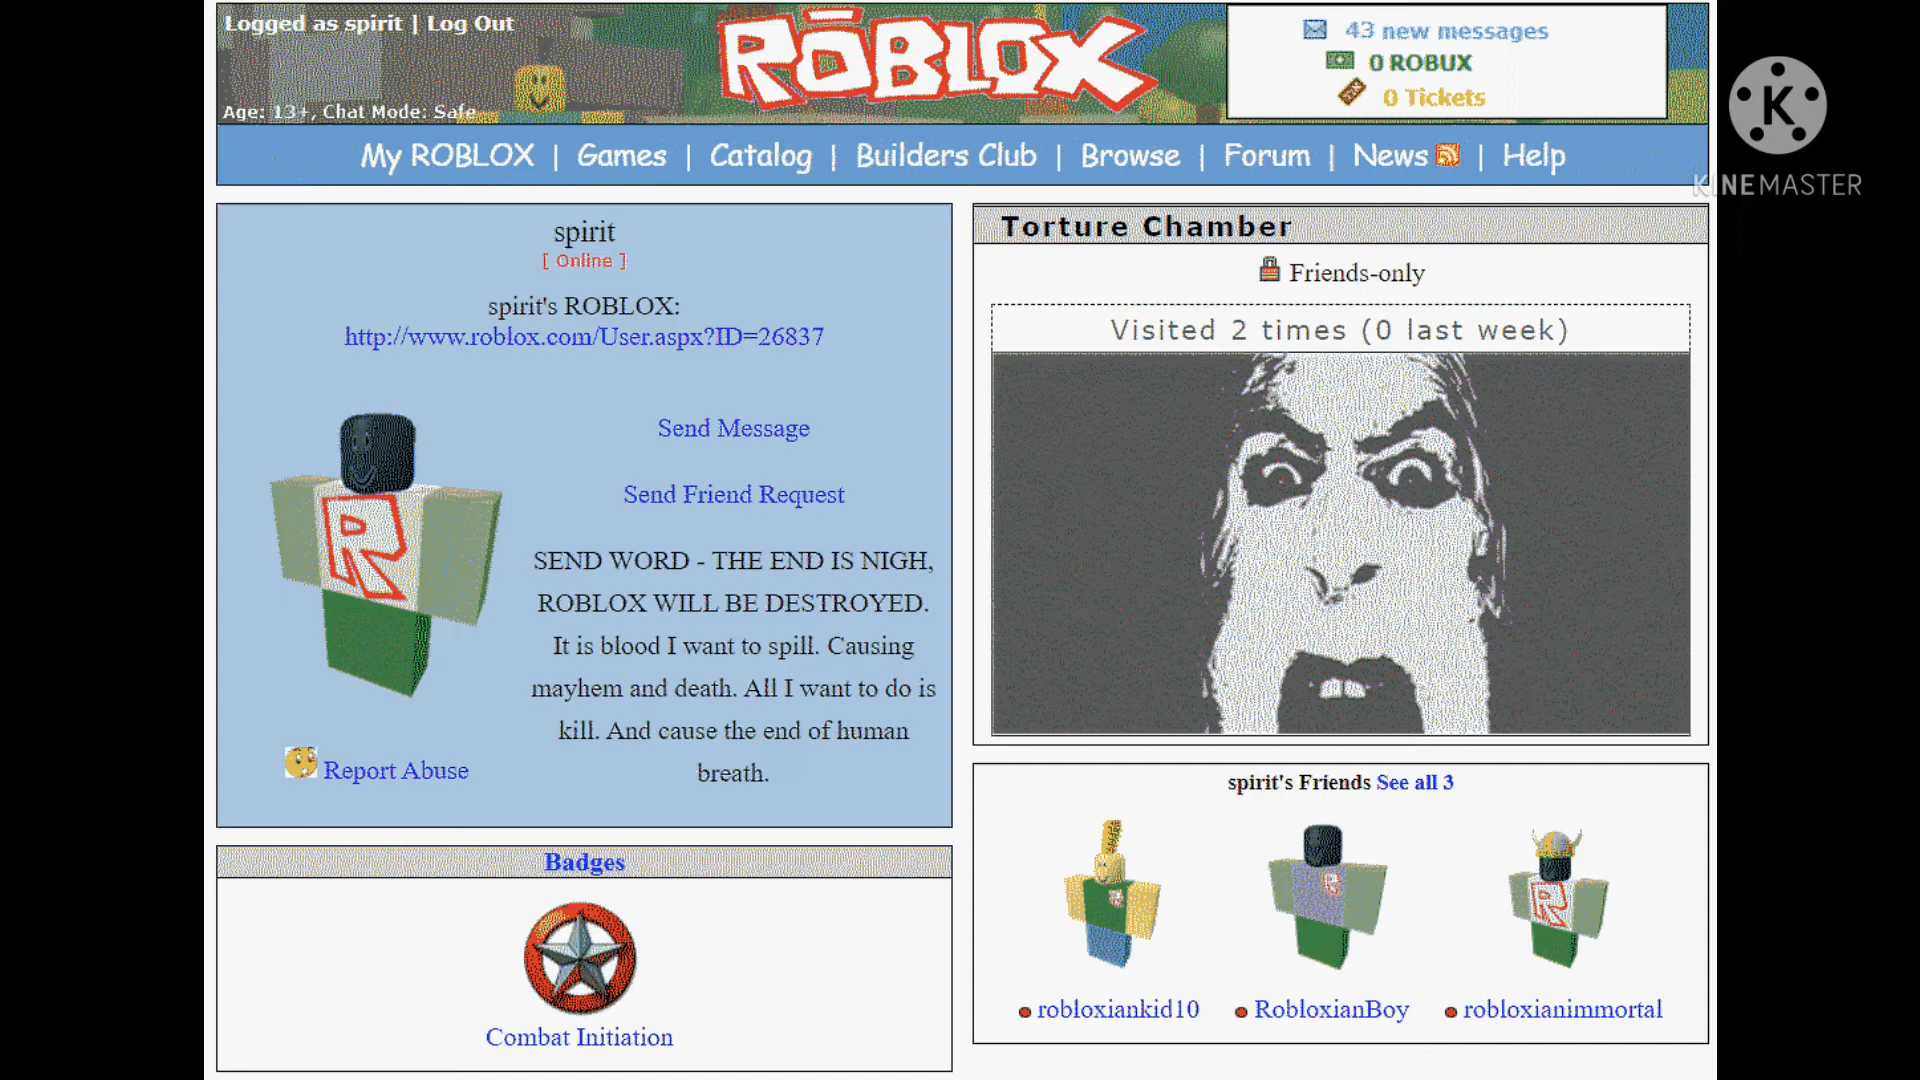 Logged as spirit | Log Out
ROBLOX
43 new messages
0 ROBUX
0 Tickets
Age: 13+, Chat Mode: Safe
K
KINEMASTER
My ROBLOX | Games | Catalog | Builders Club | Browse | Forum | News | Help
spirit
[ Online ]
spirit's ROBLOX:
http://www.roblox.com/User.aspx?ID=26837
Send Message
Send Friend Request
R
SEND WORD - THE END IS NIGH,
ROBLOX WILL BE DESTROYED.
It is blood I want to spill. Causing
mayhem and death. All I want to do is
kill. And cause the end of human
breath.
Report Abuse
Badges
Combat Initiation
Torture Chamber
Friends-only
Visited 2 times (0 last week)
spirit's Friends See all 3
R
R
robloxiankid10
RobloxianBoy
robloxianimmortal